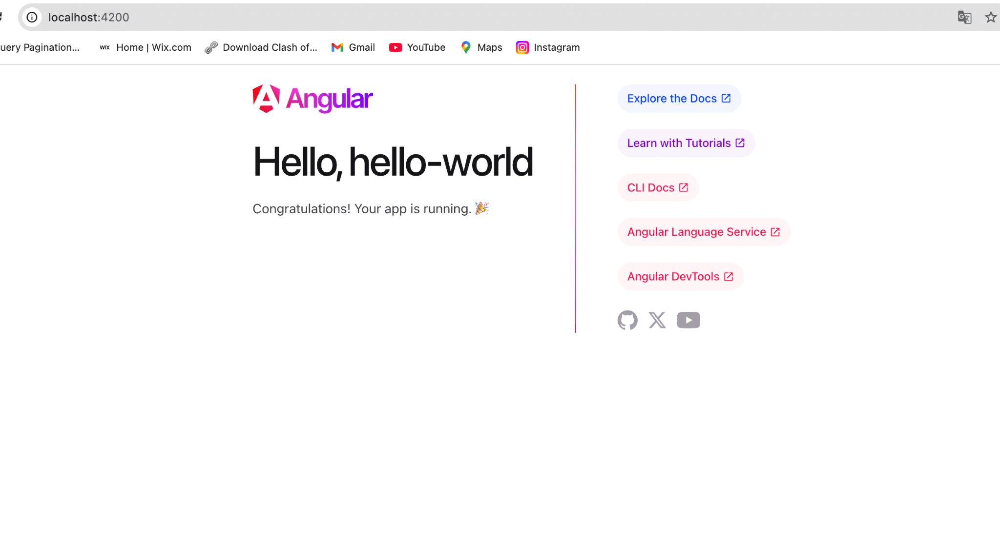 localhost:4200
uery Pagination...
WIX Home | Wix.com
Download Clash of...
Gmail
YouTube
Maps
Instagram
Angular
Hello, hello-world
Congratulations! Your app is running. 🎉
Explore the Docs
Learn with Tutorials
CLI Docs
Angular Language Service
Angular DevTools